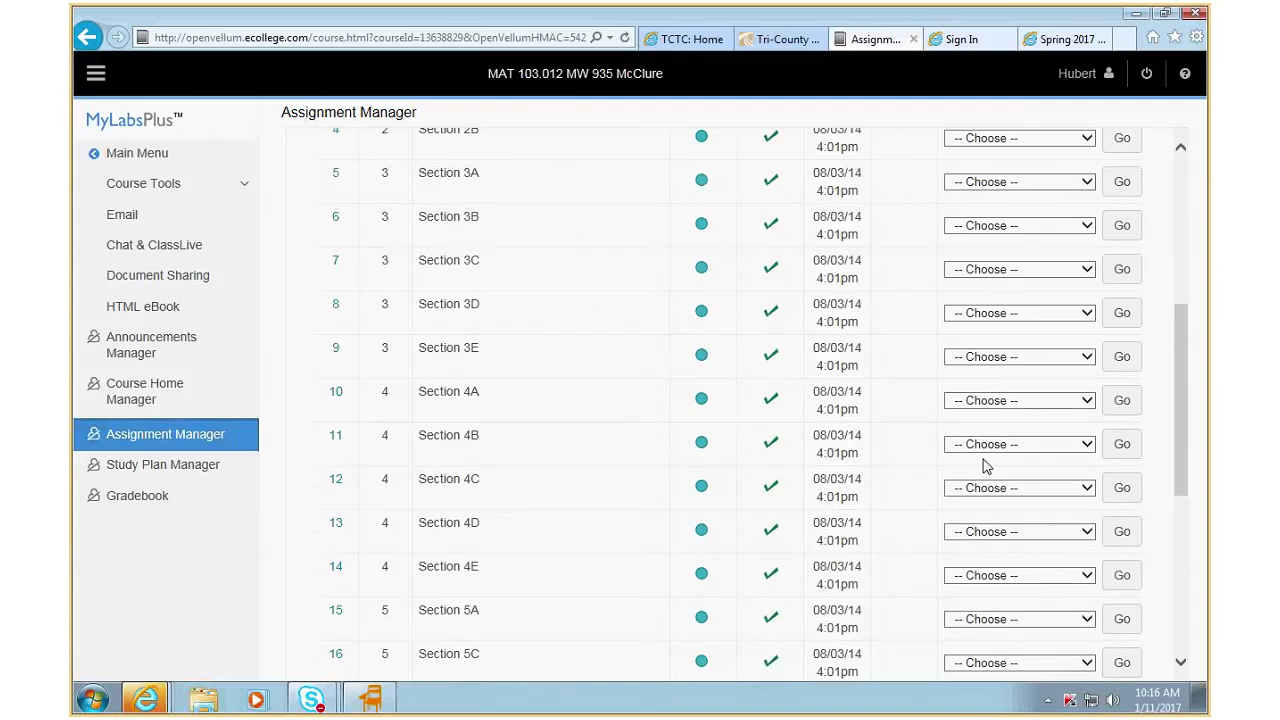 http://openvellum.ecollege.com/course.html?courseId=13638829&OpenVellumHMAC=542
TCTC: Home
Tri-County ...
Assignm...
Sign In
Spring 2017 ...
MAT 103.012 MW 935 McClure
Hubert
MyLabsPlus™
Main Menu
Course Tools
Email
Chat & ClassLive
Document Sharing
HTML eBook
Announcements
Manager
Course Home
Manager
Assignment Manager
Study Plan Manager
Gradebook
Assignment Manager
4 2 Section 2B 08/03/14 -- Choose -- Go
4:01pm
5 3 Section 3A 08/03/14 -- Choose -- Go
4:01pm
6 3 Section 3B 08/03/14 -- Choose -- Go
4:01pm
7 3 Section 3C 08/03/14 -- Choose -- Go
4:01pm
8 3 Section 3D 08/03/14 -- Choose -- Go
4:01pm
9 3 Section 3E 08/03/14 -- Choose -- Go
4:01pm
10 4 Section 4A 08/03/14 -- Choose -- Go
4:01pm
11 4 Section 4B 08/03/14 -- Choose -- Go
4:01pm
12 4 Section 4C 08/03/14 -- Choose -- Go
4:01pm
13 4 Section 4D 08/03/14 -- Choose -- Go
4:01pm
14 4 Section 4E 08/03/14 -- Choose -- Go
4:01pm
15 5 Section 5A 08/03/14 -- Choose -- Go
4:01pm
16 5 Section 5C 08/03/14 -- Choose -- Go
4:01pm
10:16 AM
1/11/2017